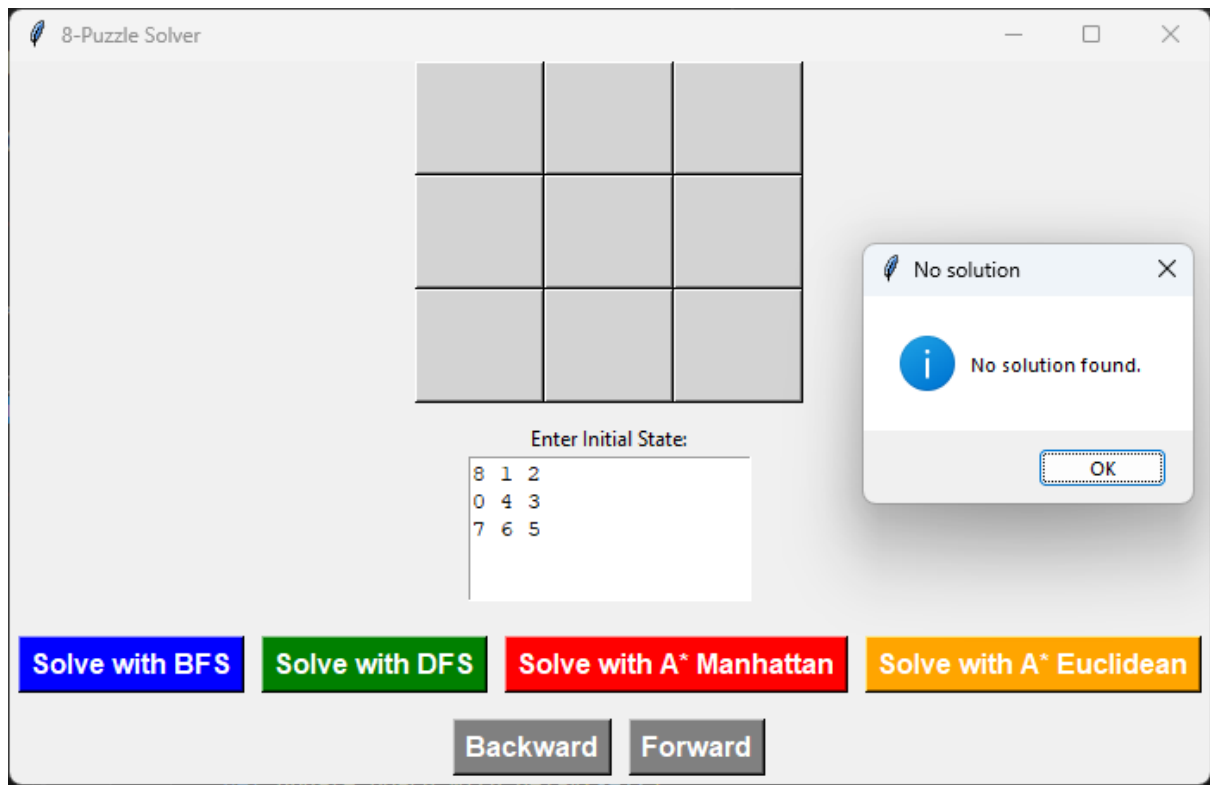 8-Puzzle Solver
No solution
No solution found.
OK
Enter Initial State:
8 1 2
0 4 3
7 6 5
Solve with BFS
Solve with DFS
Solve with A* Manhattan
Solve with A* Euclidean
Backward
Forward